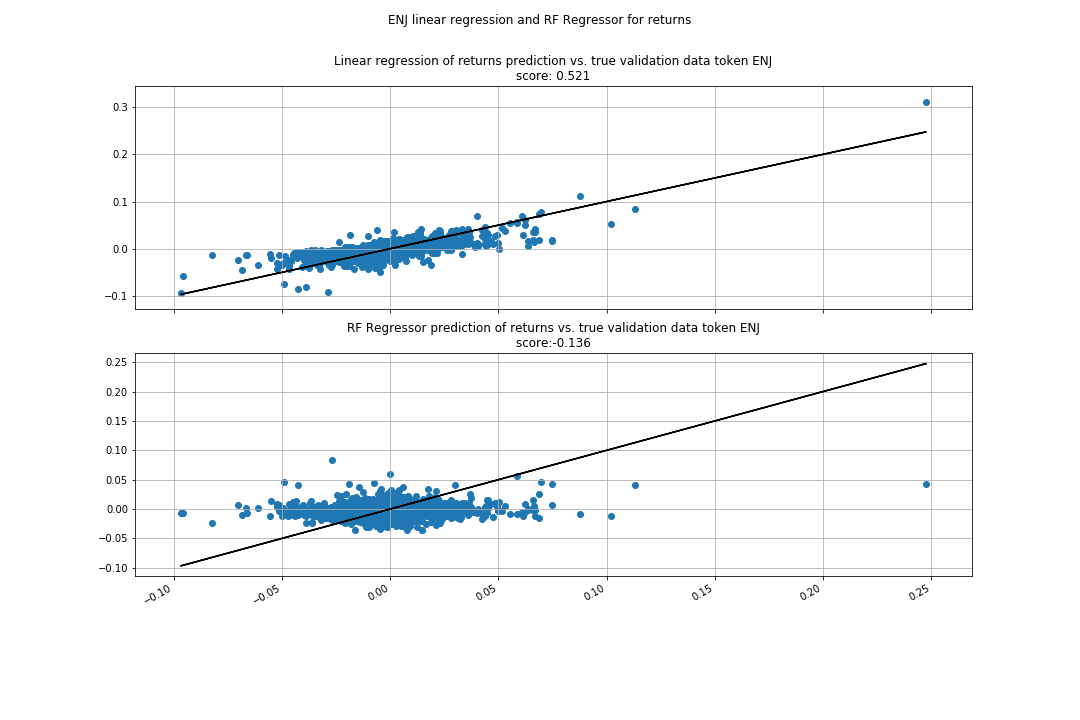 ENJ linear regression and RF Regressor for returns
Linear regression of returns prediction vs. true validation data token ENJ
score: 0.521
0.3
0.2
0.1
0.0
−0.1
RF Regressor prediction of returns vs. true validation data token ENJ
score:-0.136
0.25
0.20
0.15
0.10
0.05
0.00
−0.05
−0.10
−0.10 −0.05 0.00 0.05 0.10 0.15 0.20 0.25